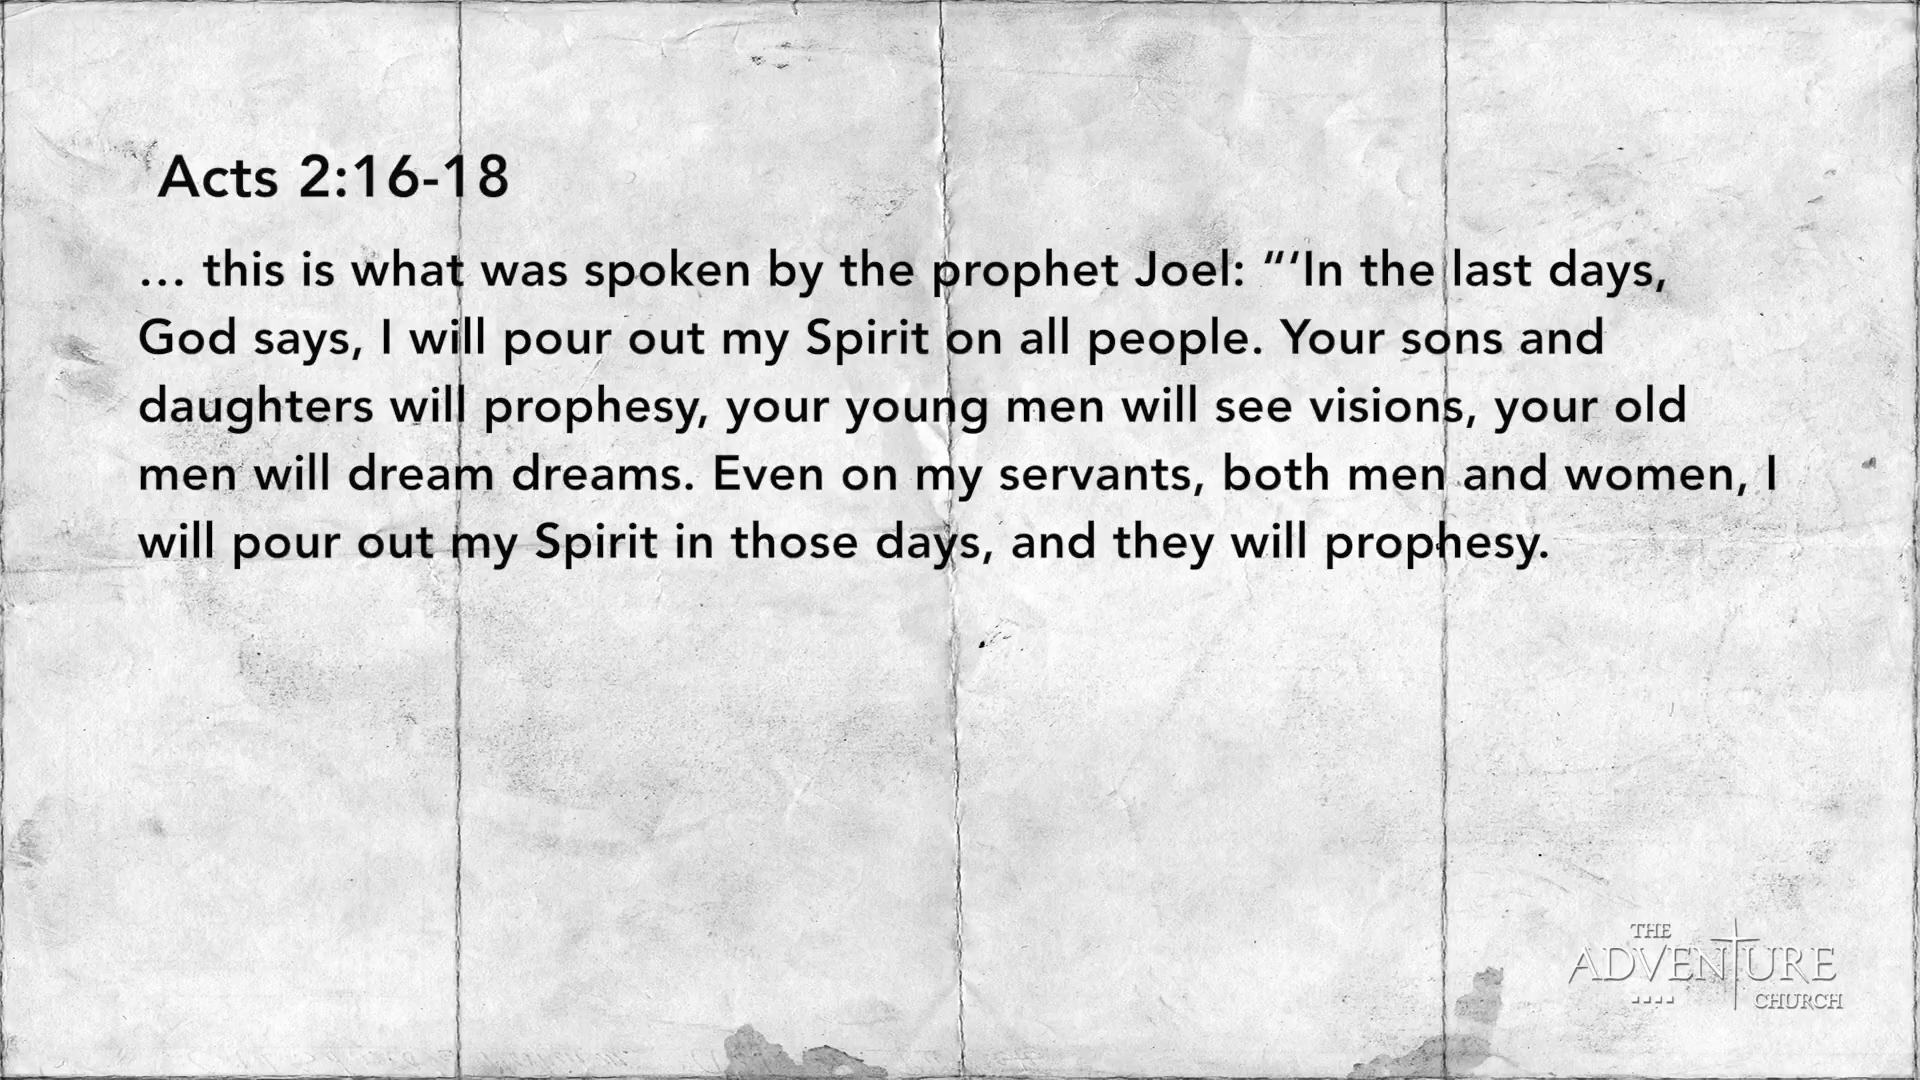 Acts 2:16-18
… this is what was spoken by the prophet Joel: “‘In the last days,
God says, I will pour out my Spirit on all people. Your sons and
daughters will prophesy, your young men will see visions, your old
men will dream dreams. Even on my servants, both men and women, I
will pour out my Spirit in those days, and they will prophesy.
THE
ADVENTURE
CHURCH